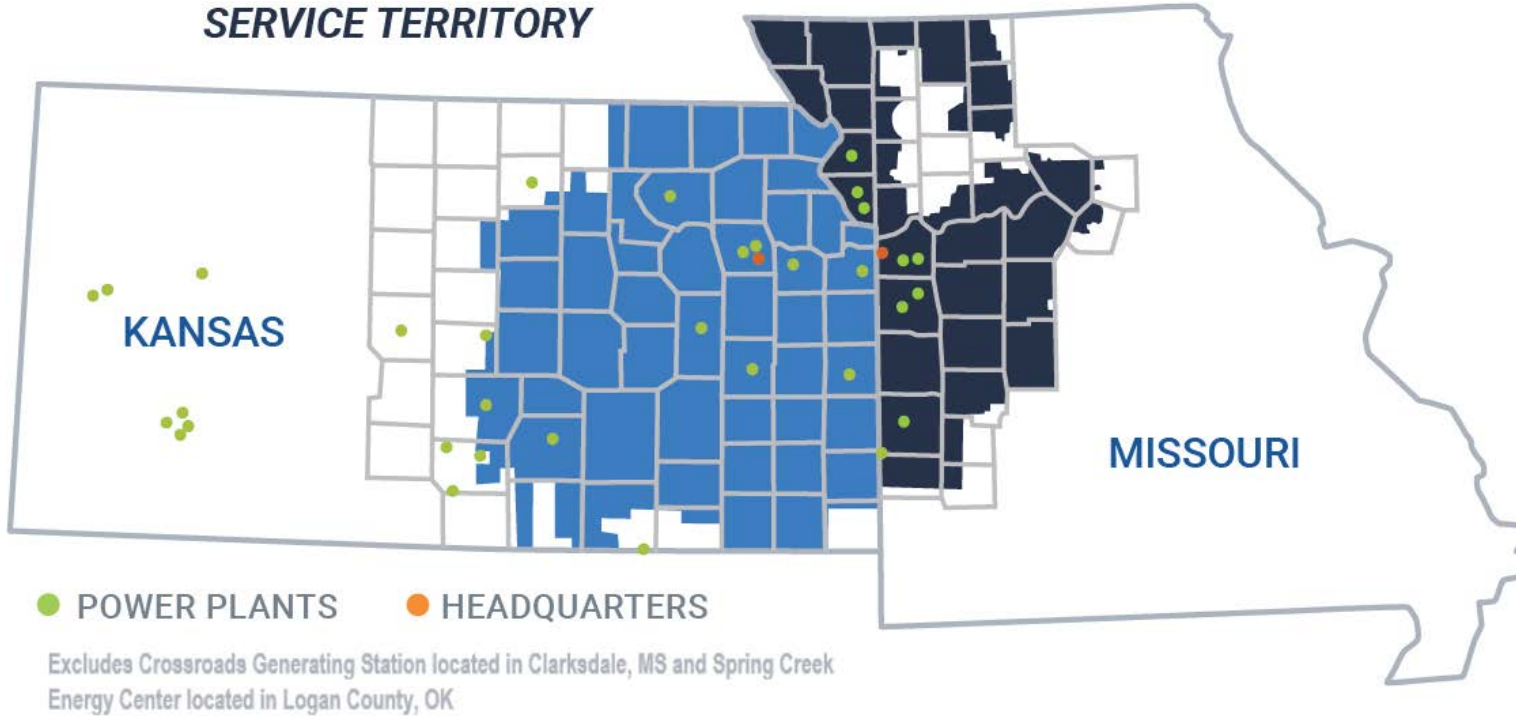 SERVICE TERRITORY
KANSAS
MISSOURI
POWER PLANTS
HEADQUARTERS
Excludes Crossroads Generating Station located in Clarksdale, MS and Spring Creek
Energy Center located in Logan County, OK